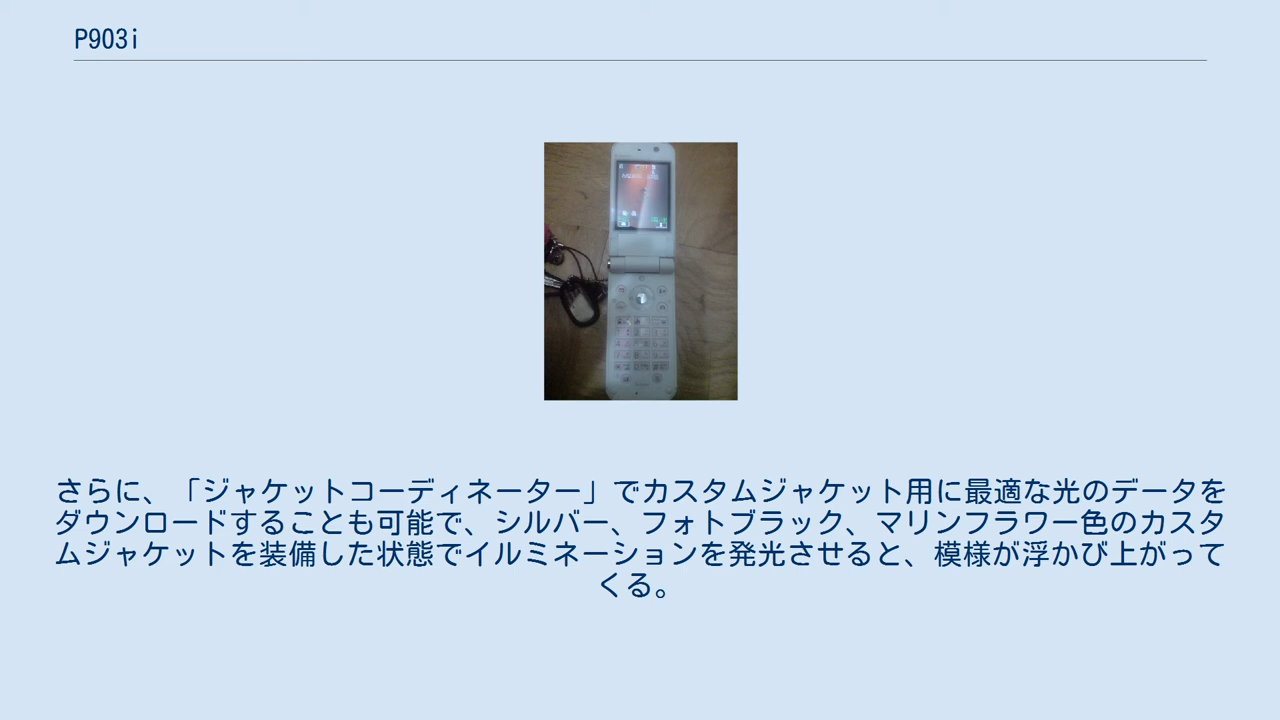 P903i
さらに、「ジャケットコーディネーター」でカスタムジャケット用に最適な光のデータを
ダウンロードすることも可能で、シルバー、フォトブラック、マリンフラワー色のカスタ
ムジャケットを装備した状態でイルミネーションを発光させると、模様が浮かび上がって
くる。